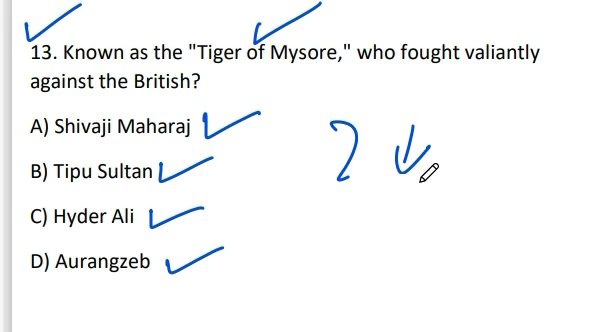 13. Known as the "Tiger of Mysore," who fought valiantly
against the British?
A) Shivaji Maharaj
B) Tipu Sultan
C) Hyder Ali
D) Aurangzeb